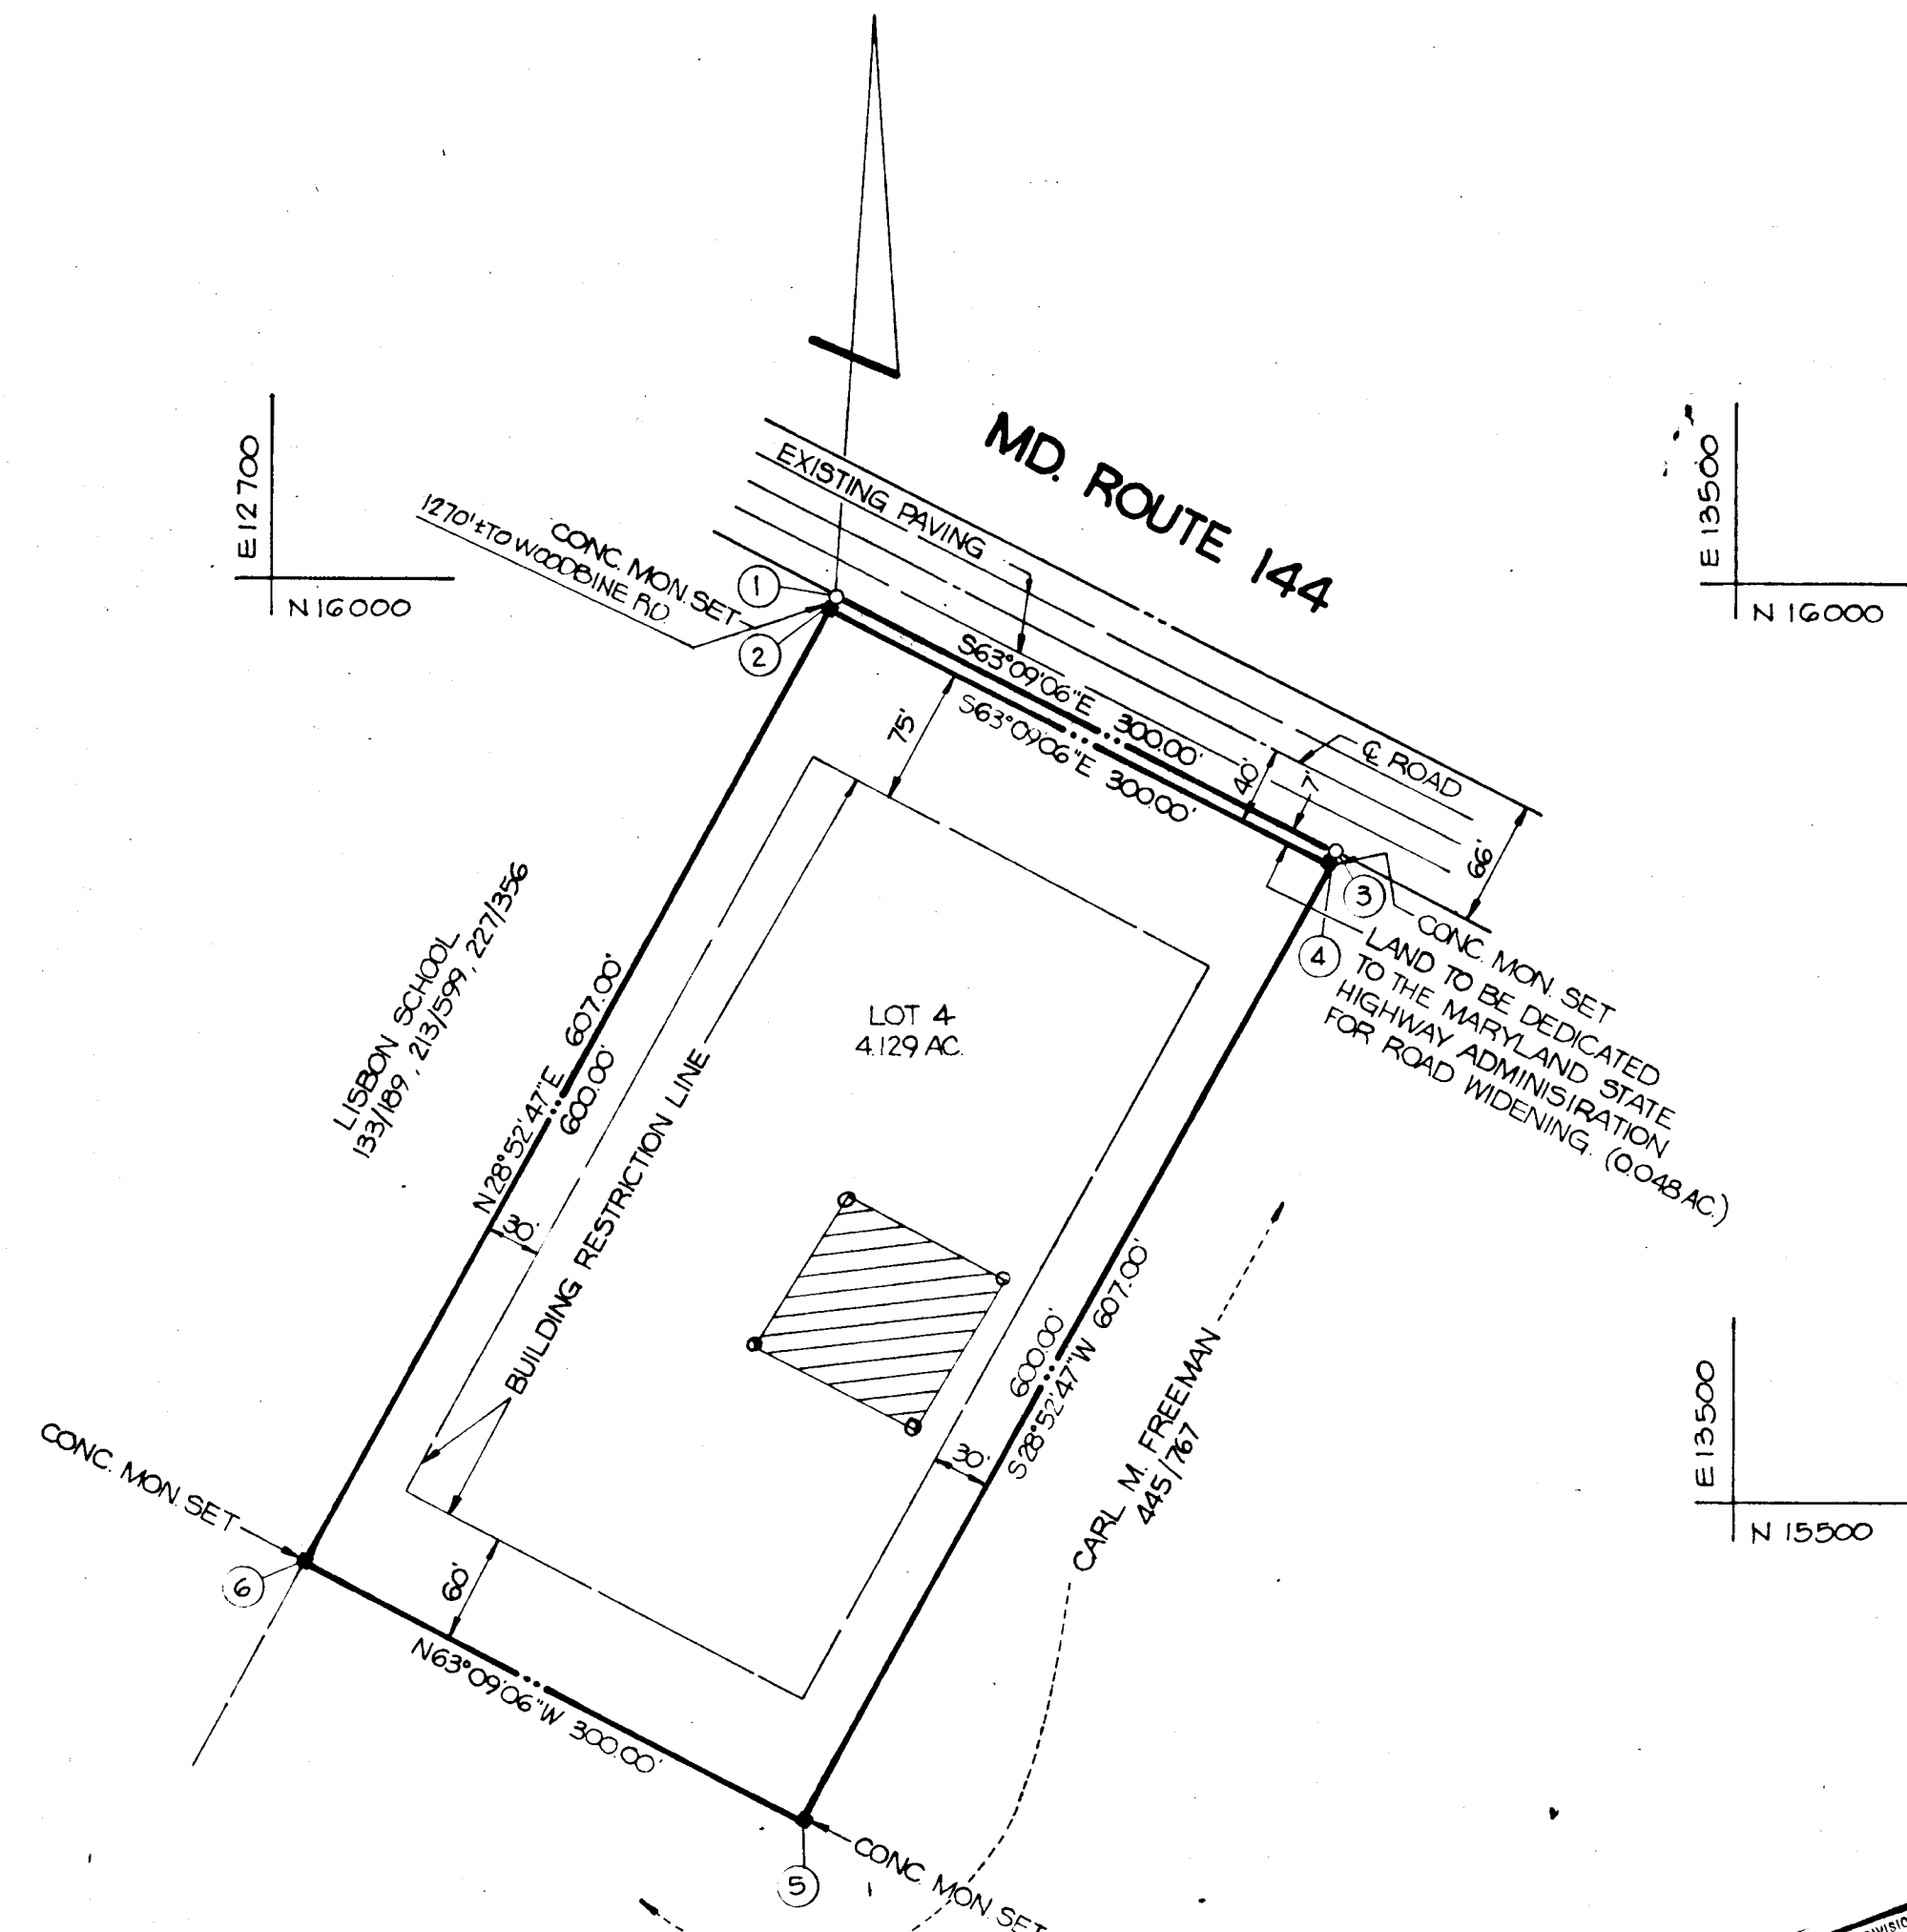 MD. ROUTE 144
E 12700
N 16000
E 13500
N 16000
EXISTING PAVING
1270'± TO WOODBINE RD.
CONC. MON. SET
1
2
S63°09'06"E 300.00'
S63°09'06"E 300.00'
75'
40'
7'
℄ ROAD
66'
3
4
CONC. MON. SET
LAND TO BE DEDICATED
TO THE MARYLAND STATE
HIGHWAY ADMINISTRATION
FOR ROAD WIDENING. (0.048 AC.)
LISBON SCHOOL
133/189, 213/599, 227/356
N28°52'47"E 607.00'
600.00'
30'
BUILDING RESTRICTION LINE
LOT 4
4.129 AC.
600.00'
S28°52'47"W 607.00'
30'
CARL M. FREEMAN
445/767
E 13500
N 15500
CONC. MON. SET
6
60'
N63°09'06"W 300.00'
5
CONC. MON. SET